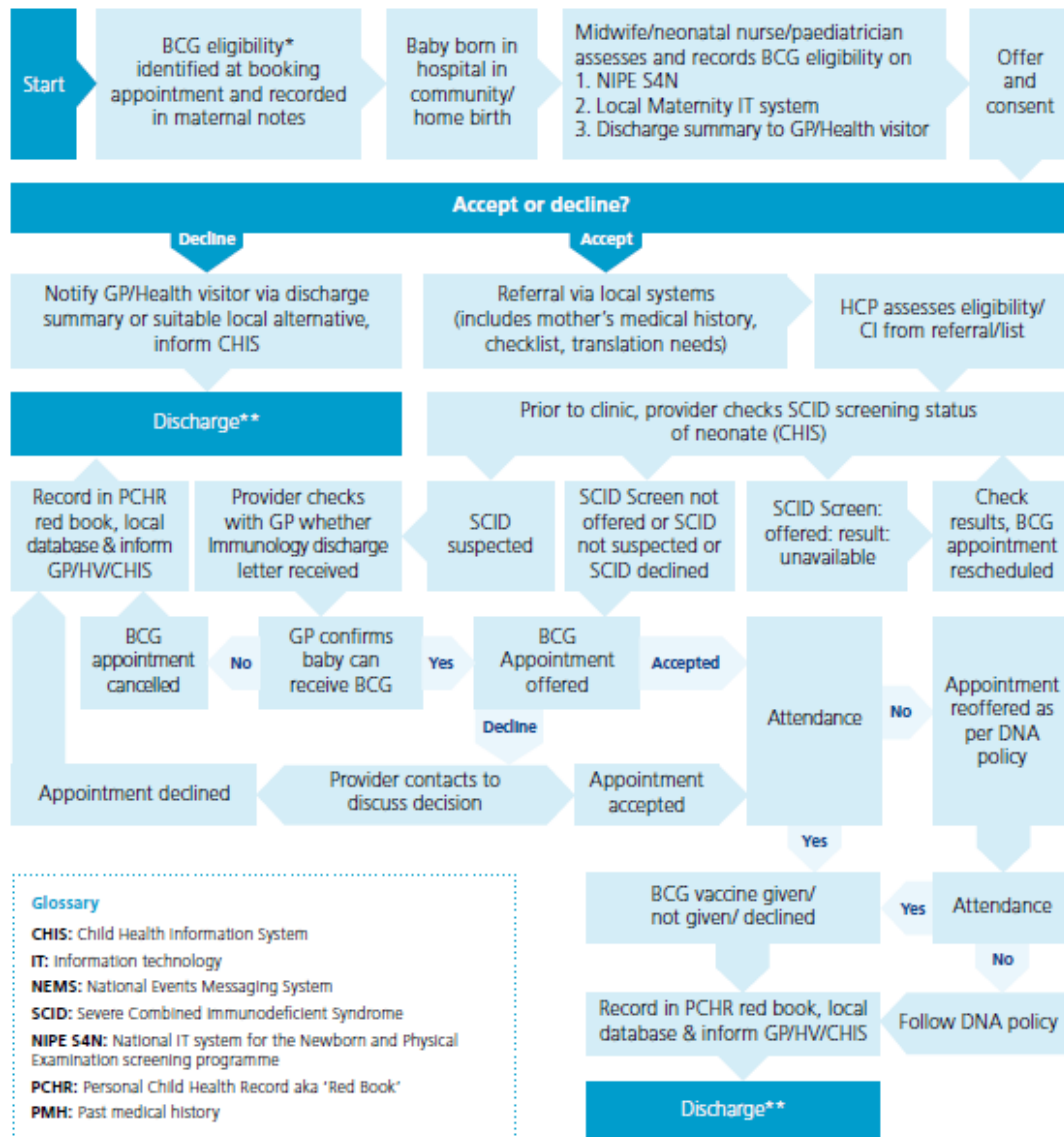 Start
BCG eligibility*
identified at booking
appointment and recorded
in maternal notes
Baby born in
hospital in
community/
home birth
Midwife/neonatal nurse/paediatrician
assesses and records BCG eligibility on
1. NIPE S4N
2. Local Maternity IT system
3. Discharge summary to GP/Health visitor
Offer
and
consent
Accept or decline?
Decline
Accept
Notify GP/Health visitor via discharge
summary or suitable local alternative,
inform CHIS
Referral via local systems
(includes mother's medical history,
checklist, translation needs)
HCP assesses eligibility/
CI from referral/list
Discharge**
Prior to clinic, provider checks SCID screening status
of neonate (CHIS)
Record in PCHR
red book, local
database & inform
GP/HV/CHIS
Provider checks
with GP whether
Immunology discharge
letter received
SCID
suspected
SCID Screen not
offered or SCID
not suspected or
SCID declined
SCID Screen:
offered: result:
unavailable
Check
results, BCG
appointment
rescheduled
BCG
appointment
cancelled
No
GP confirms
baby can
receive BCG
Yes
BCG
Appointment
offered
Accepted
Attendance
No
Appointment
reoffered as
per DNA
policy
Decline
Appointment declined
Provider contacts to
discuss decision
Appointment
accepted
Yes
BCG vaccine given/
not given/ declined
Yes
Attendance
No
Record in PCHR red book, local
database & inform GP/HV/CHIS
Follow DNA policy
Discharge**
Glossary
CHIS: Child Health Information System
IT: Information technology
NEMS: National Events Messaging System
SCID: Severe Combined Immunodeficient Syndrome
NIPE S4N: National IT system for the Newborn and Physical
Examination screening programme
PCHR: Personal Child Health Record aka 'Red Book'
PMH: Past medical history